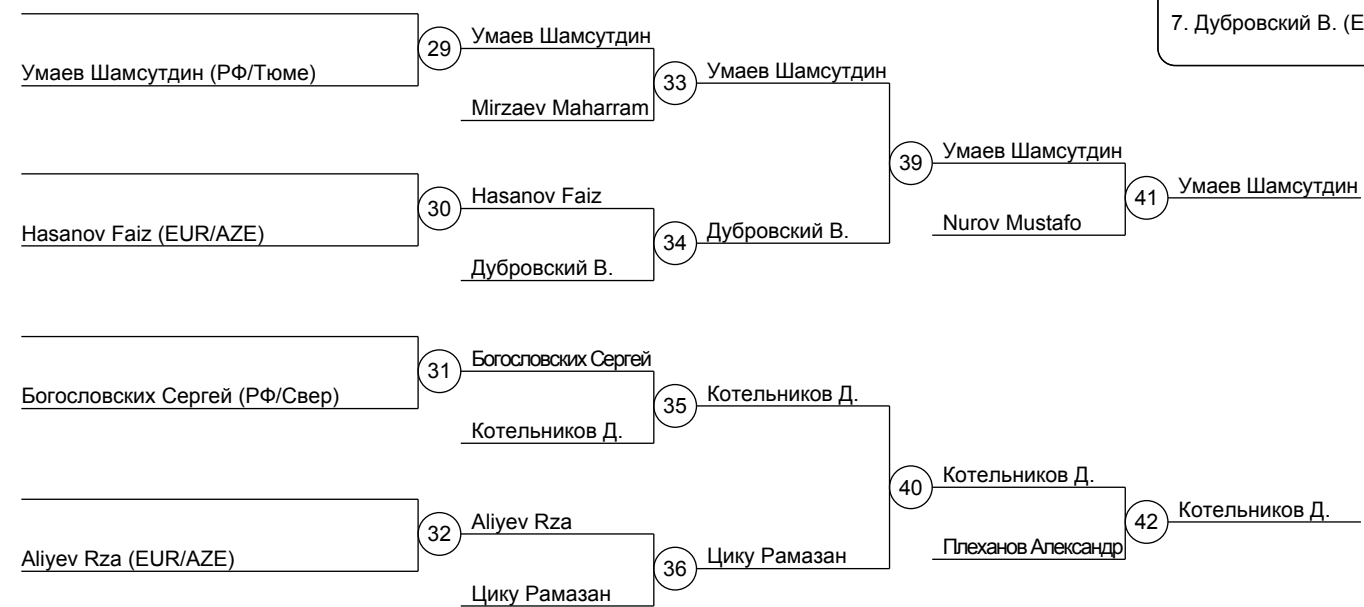 7. Дубровский В. (E
29
Умаев Шамсутдин
Умаев Шамсутдин (РФ/Тюме)
33
Умаев Шамсутдин
Mirzaev Maharram
39
Умаев Шамсутдин
30
Hasanov Faiz
41
Умаев Шамсутдин
Hasanov Faiz (EUR/AZE)
34
Дубровский В.
Nurov Mustafo
Дубровский В.
31
Богословских Сергей
Богословских Сергей (РФ/Свер)
35
Котельников Д.
Котельников Д.
40
Котельников Д.
32
Aliyev Rza
42
Котельников Д.
Aliyev Rza (EUR/AZE)
36
Цику Рамазан
Плеханов Александр
Цику Рамазан